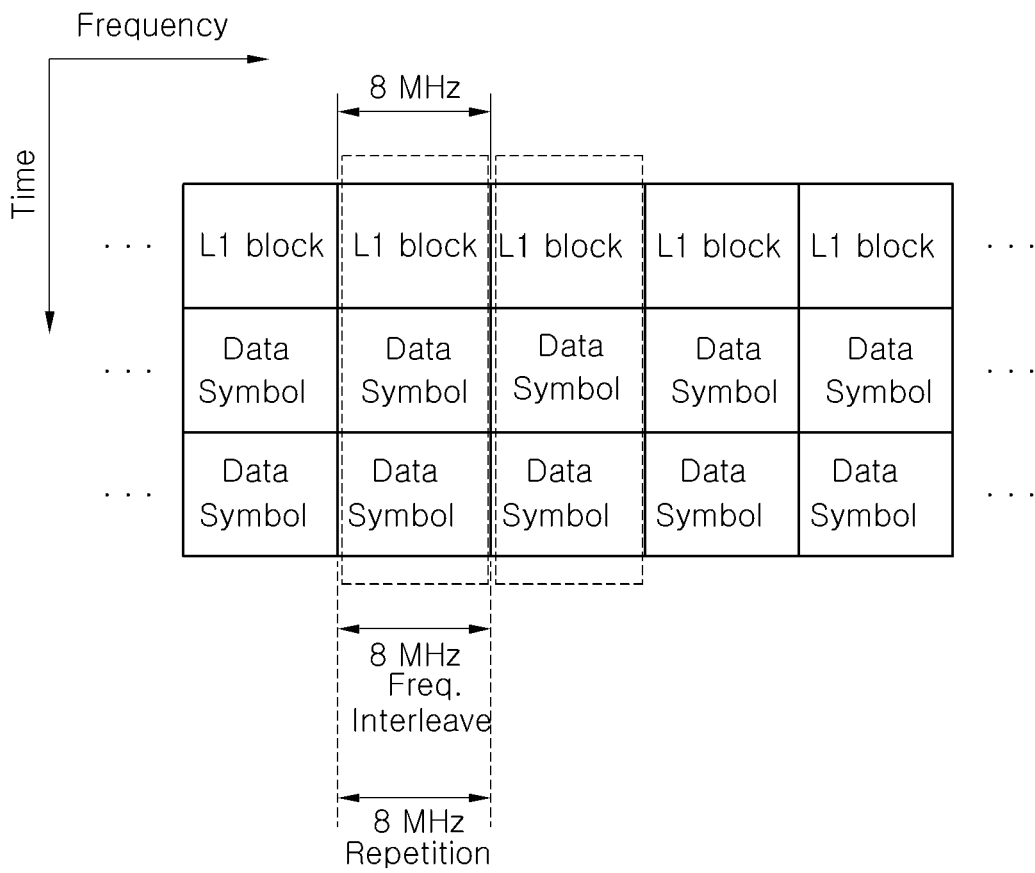 Frequency
8 MHz
Time
. . . L1 block L1 block L1 block L1 block L1 block . . .
Data Data Data Data Data
. . . Symbol Symbol Symbol Symbol Symbol . . .
Data Data Data Data Data
. . . Symbol Symbol Symbol Symbol Symbol . . .
8 MHz
Freq.
Interleave
8 MHz
Repetition